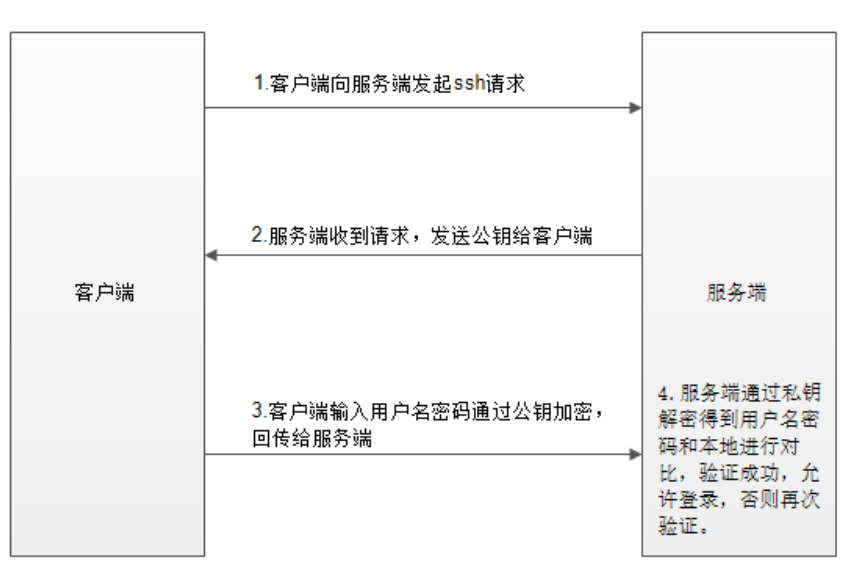 1.客户端向服务端发起ssh请求
2.服务端收到请求，发送公钥给客户端
客户端
服务端
3.客户端输入用户名密码通过公钥加密，
回传给服务端
4. 服务端通过私钥
解密得到用户名密
码和本地进行对
比，验证成功，允
许登录，否则再次
验证。